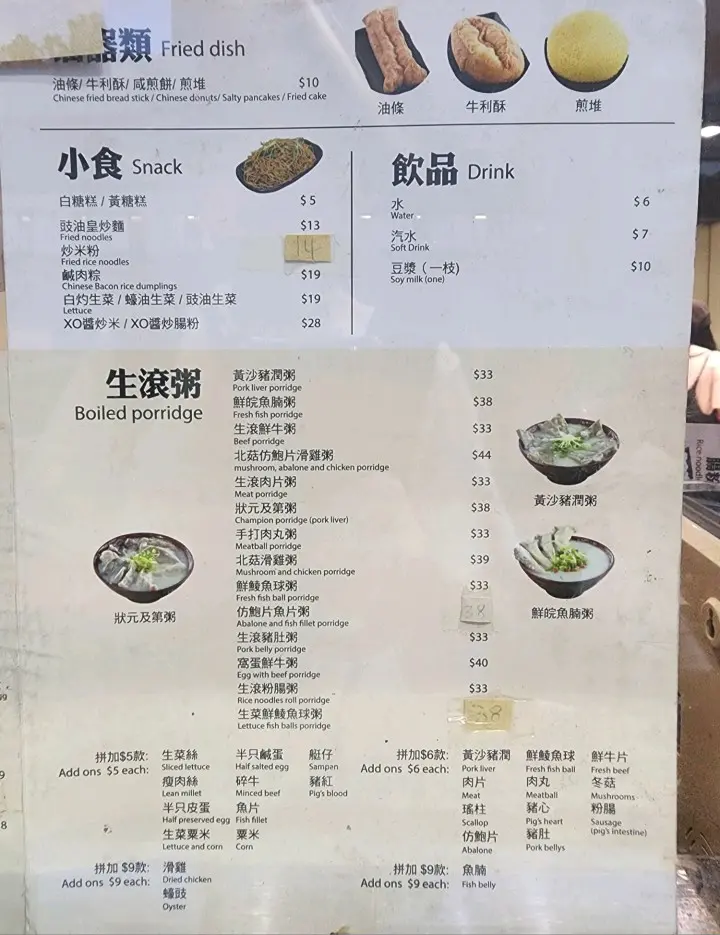 器類 Fried dish
油條/ 牛利酥/ 咸煎餅/ 煎堆 $10
Chinese fried bread stick / Chinese donuts/ Salty pancakes / Fried cake
油條 牛利酥 煎堆
小食 Snack
白糖糕 / 黃糖糕 $ 5
豉油皇炒麵 $13
Fried noodles
炒米粉 14
Fried rice noodles
鹹肉粽 $19
Chinese Bacon rice dumplings
白灼生菜 / 蠔油生菜 / 豉油生菜 $19
Lettuce
XO醬炒米 / XO醬炒腸粉 $28
飲品 Drink
水 $ 6
Water
汽水 $ 7
Soft Drink
豆漿（一枝) $10
Soy milk (one)
生滾粥
Boiled porridge
黃沙豬潤粥 $33
Pork liver porridge
鮮皖魚腩粥 $38
Fresh fish porridge
生滾鮮牛粥 $33
Beef porridge
北菇仿鮑片滑雞粥 $44
mushroom, abalone and chicken porridge
生滾肉片粥 $33
Meat porridge
狀元及第粥 $38
Champion porridge (pork liver)
手打肉丸粥 $33
Meatball porridge
北菇滑雞粥 $39
Mushroom and chicken porridge
鮮鯪魚球粥 $33
Fresh fish ball porridge
仿鮑片魚片粥 38
Abalone and fish fillet porridge
生滾豬肚粥 $33
Pork belly porridge
窩蛋鮮牛粥 $40
Egg with beef porridge
生滾粉腸粥 $33
Rice noodles roll porridge
生菜鮮鯪魚球粥 38
Lettuce fish balls porridge
狀元及第粥
黃沙豬潤粥
鮮皖魚腩粥
拼加$5款: 生菜絲 半只鹹蛋 艇仔
Add ons $5 each: Sliced lettuce Half salted egg Sampan
瘦肉絲 碎牛 豬紅
Lean millet Minced beef Pig's blood
半只皮蛋 魚片
Half preserved egg Fish fillet
生菜粟米 粟米
Lettuce and corn Corn
拼加 $9款: 滑雞
Add ons $9 each: Dried chicken
蠔豉
Oyster
拼加$6款: 黃沙豬潤 鮮鯪魚球 鮮牛片
Add ons $6 each: Pork liver Fresh fish ball Fresh beef
肉片 肉丸 冬菇
Meat Meatball Mushrooms
瑤柱 豬心 粉腸
Scallop Pig's heart Sausage
(pig's intestine)
仿鮑片 豬肚
Abalone Pork bellys
拼加 $9款: 魚腩
Add ons $9 each: Fish belly